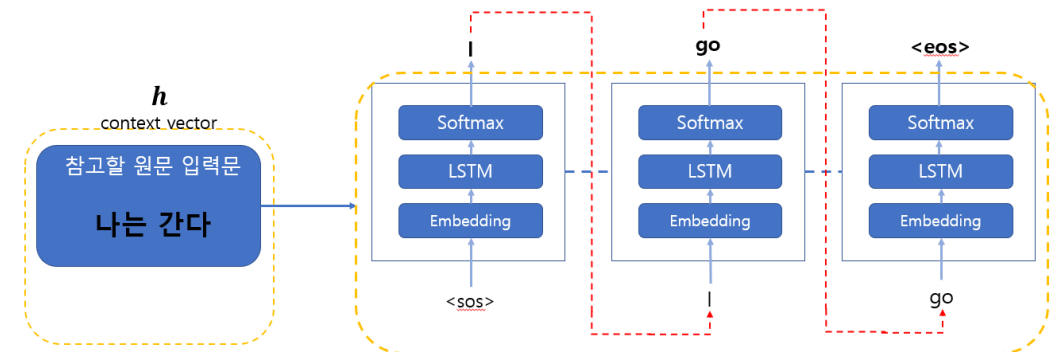 h
context vector
참고할 원문 입력문
나는 간다
I
go
<eos>
Softmax
Softmax
Softmax
LSTM
LSTM
LSTM
Embedding
Embedding
Embedding
<sos>
I
go